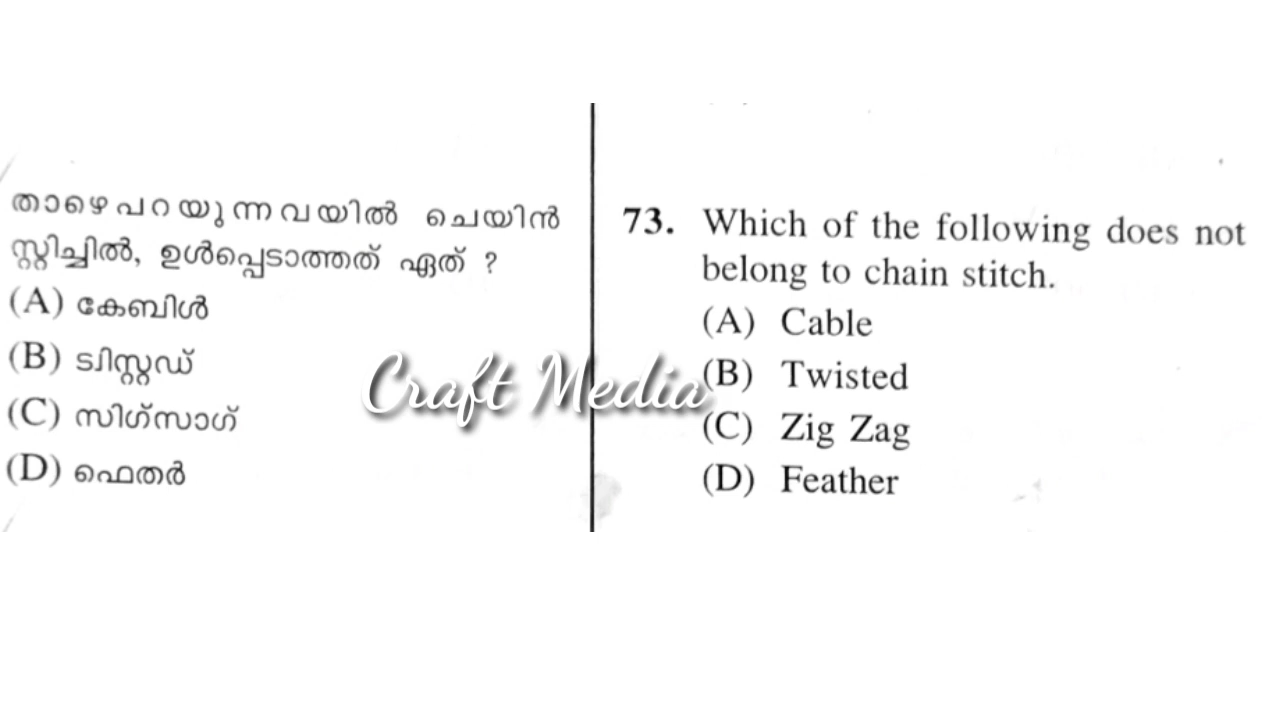 താഴെപറയുന്നവയിൽ ചെയിൻ
സ്റ്റിച്ചിൽ, ഉൾപ്പെടാത്തത് ഏത് ?
(A) കേബിൾ
(B) ട്വിസ്റ്റഡ്
(C) സിഗ്സാഗ്
(D) ഫെതർ
73. Which of the following does not
belong to chain stitch.
(A) Cable
(B) Twisted
(C) Zig Zag
(D) Feather
Craft Media